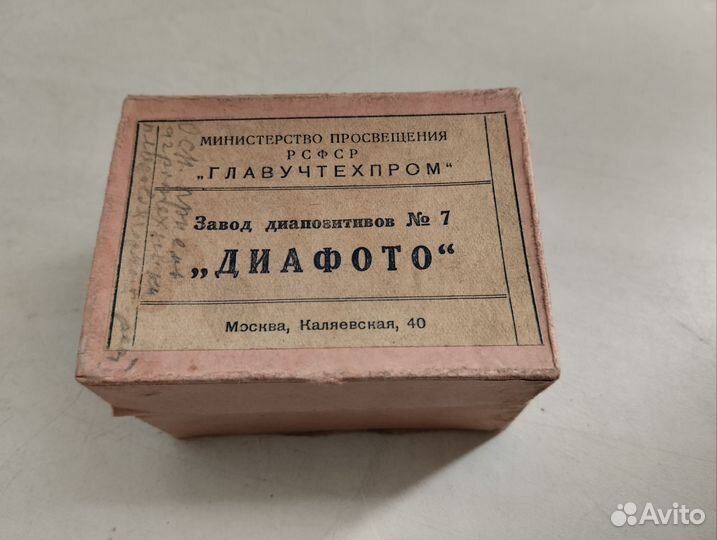 МИНИСТЕРСТВО ПРОСВЕЩЕНИЯ
РСФСР
„ГЛАВУЧТЕХПРОМ“
Завод диапозитивов № 7
„ДИАФОТО“
Москва, Каляевская, 40
Avito